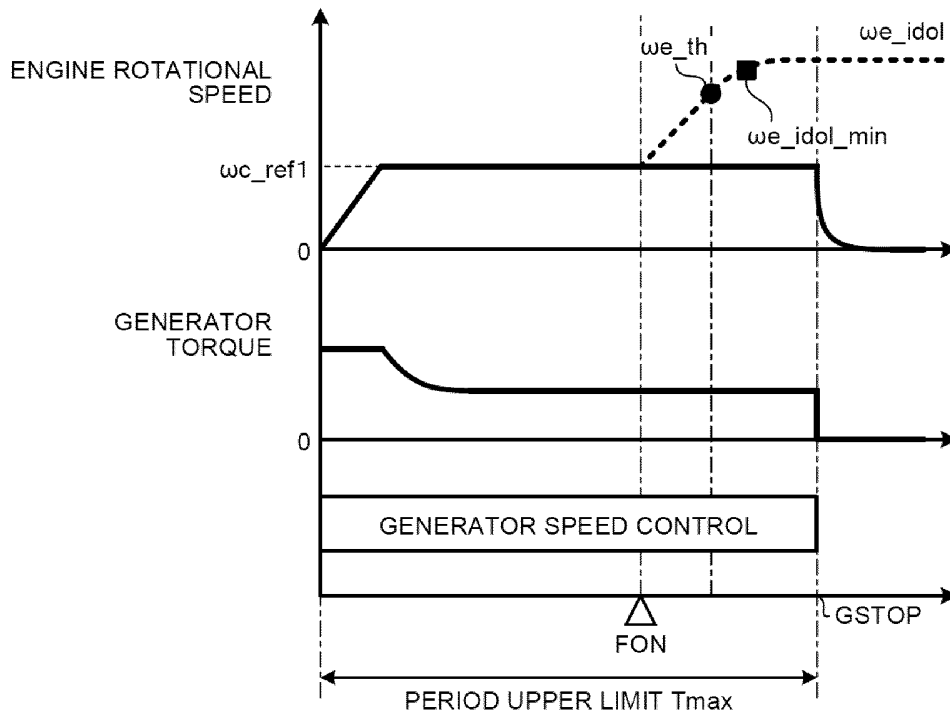 ωe_idol
ωe_th
ENGINE ROTATIONAL
SPEED
ωe_idol_min
ωc_ref1
0
GENERATOR
TORQUE
0
GENERATOR SPEED CONTROL
GSTOP
FON
PERIOD UPPER LIMIT Tmax